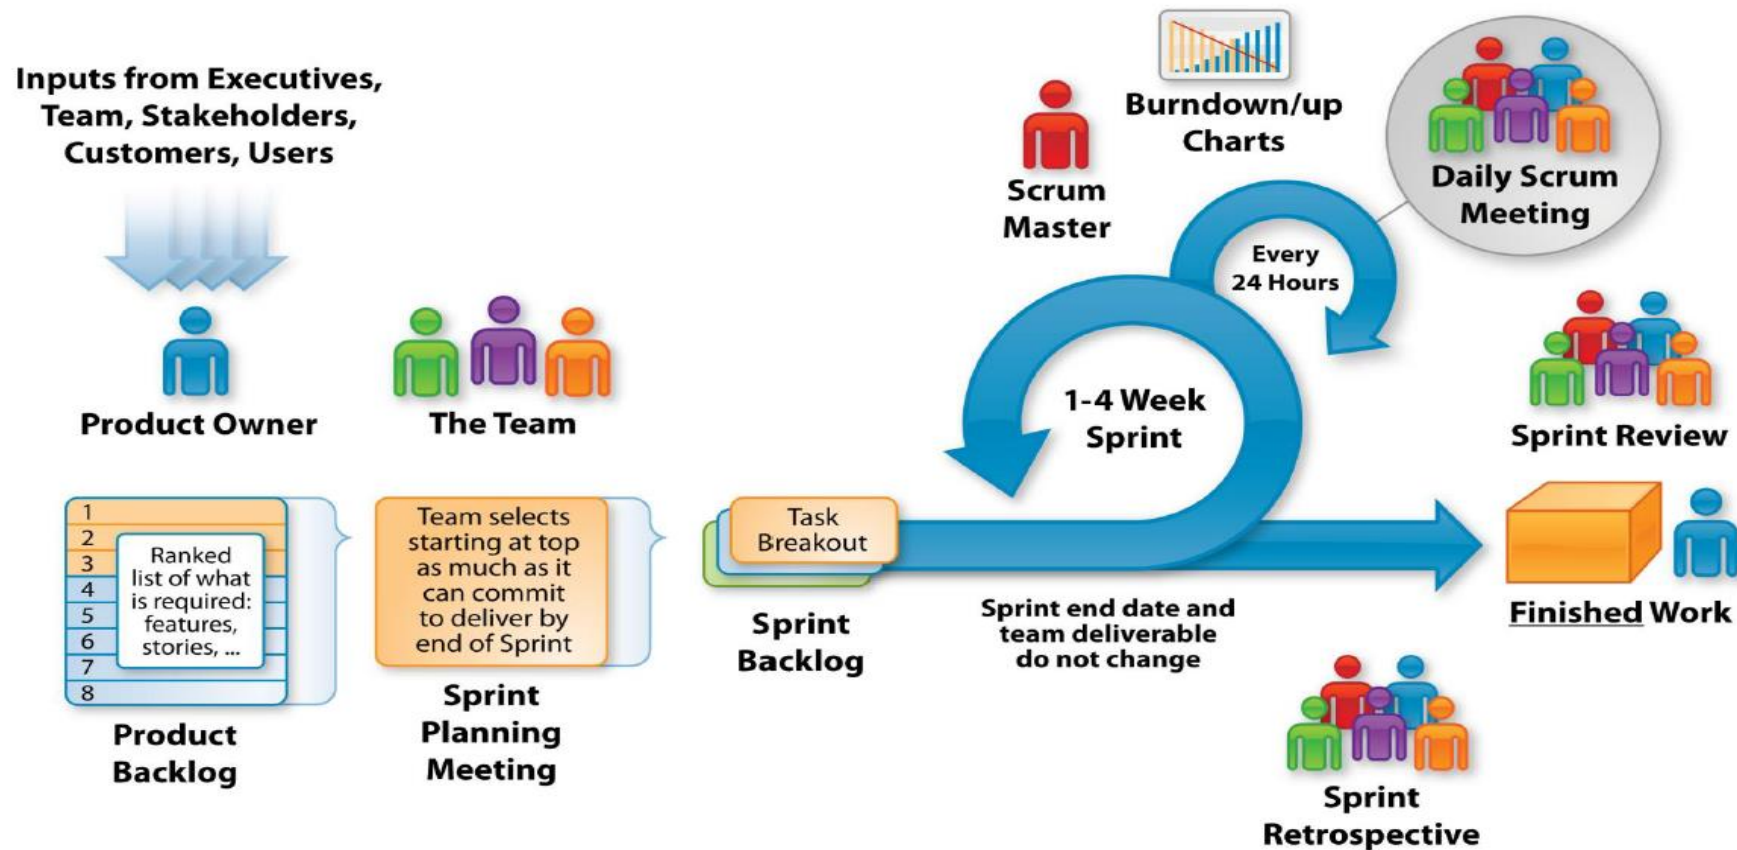 Inputs from Executives,
Team, Stakeholders,
Customers, Users
Product Owner
The Team
1
2
3
4
5
6
7
8
Ranked
list of what
is required:
features,
stories, ...
Product
Backlog
Team selects
starting at top
as much as it
can commit
to deliver by
end of Sprint
Sprint
Planning
Meeting
Task
Breakout
Sprint
Backlog
Scrum
Master
Burndown/up
Charts
Daily Scrum
Meeting
Every
24 Hours
1-4 Week
Sprint
Sprint end date and
team deliverable
do not change
Sprint Review
Finished Work
Sprint
Retrospective